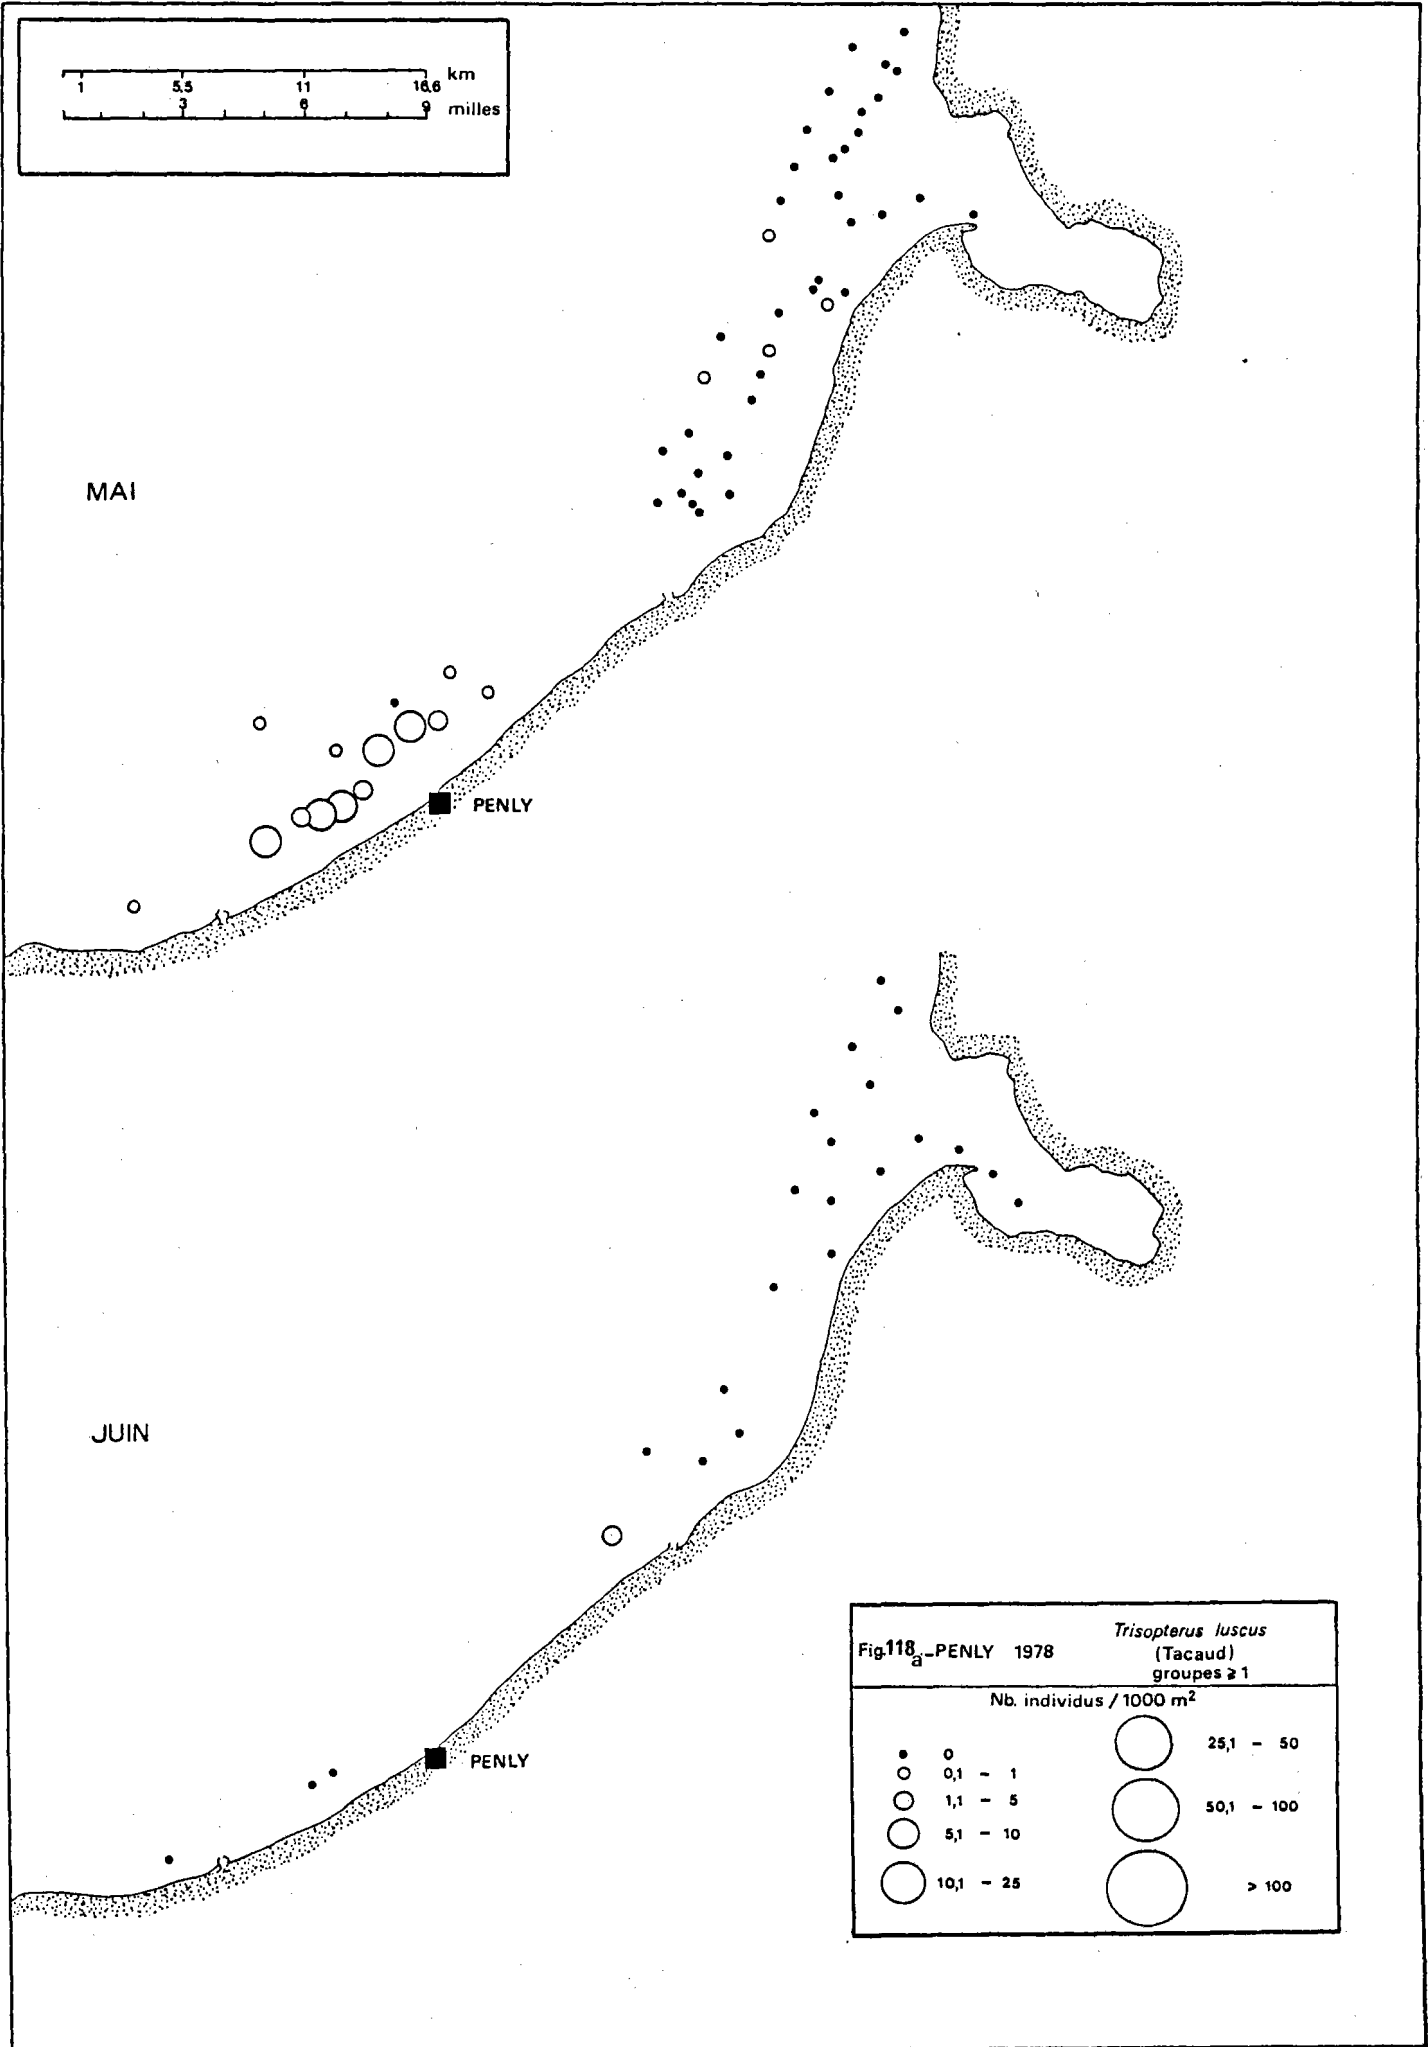 km
1 5,5 11 16,6
3 6 9
milles
MAI
PENLY
JUIN
PENLY
Fig.118a-PENLY 1978
Trisopterus luscus
(Tacaud)
groupes ⩾ 1
Nb. individus / 1000 m²
0
0,1 - 1
1,1 - 5
5,1 - 10
10,1 - 25
25,1 - 50
50,1 - 100
> 100